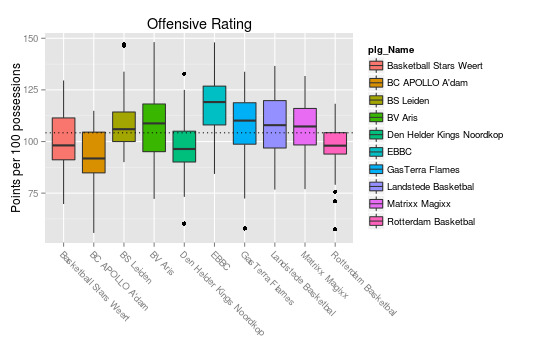 Offensive Rating
Points per 100 possessions
150
125
100
75
Basketball Stars Weert
BC APOLLO A'dam
BS Leiden
BV Aris
Den Helder Kings Noordkop
EBBC
GasTerra Flames
Landstede Basketbal
Matrixx Magixx
Rotterdam Basketbal
plg_Name
Basketball Stars Weert
BC APOLLO A'dam
BS Leiden
BV Aris
Den Helder Kings Noordkop
EBBC
GasTerra Flames
Landstede Basketbal
Matrixx Magixx
Rotterdam Basketbal